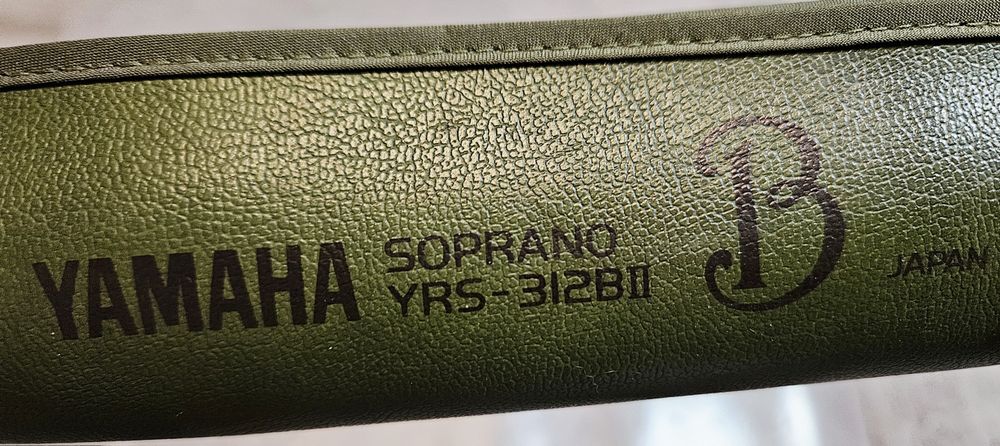 YAMAHA
SOPRANO
YRS-312BII
B
JAPAN